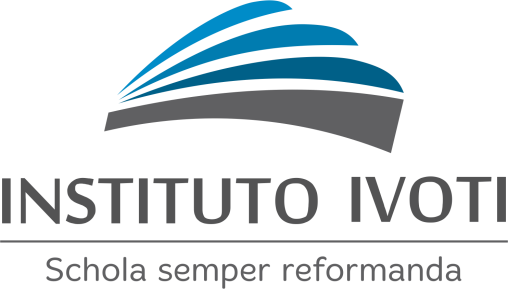 INSTITUTO IVOTI
Schola semper reformanda